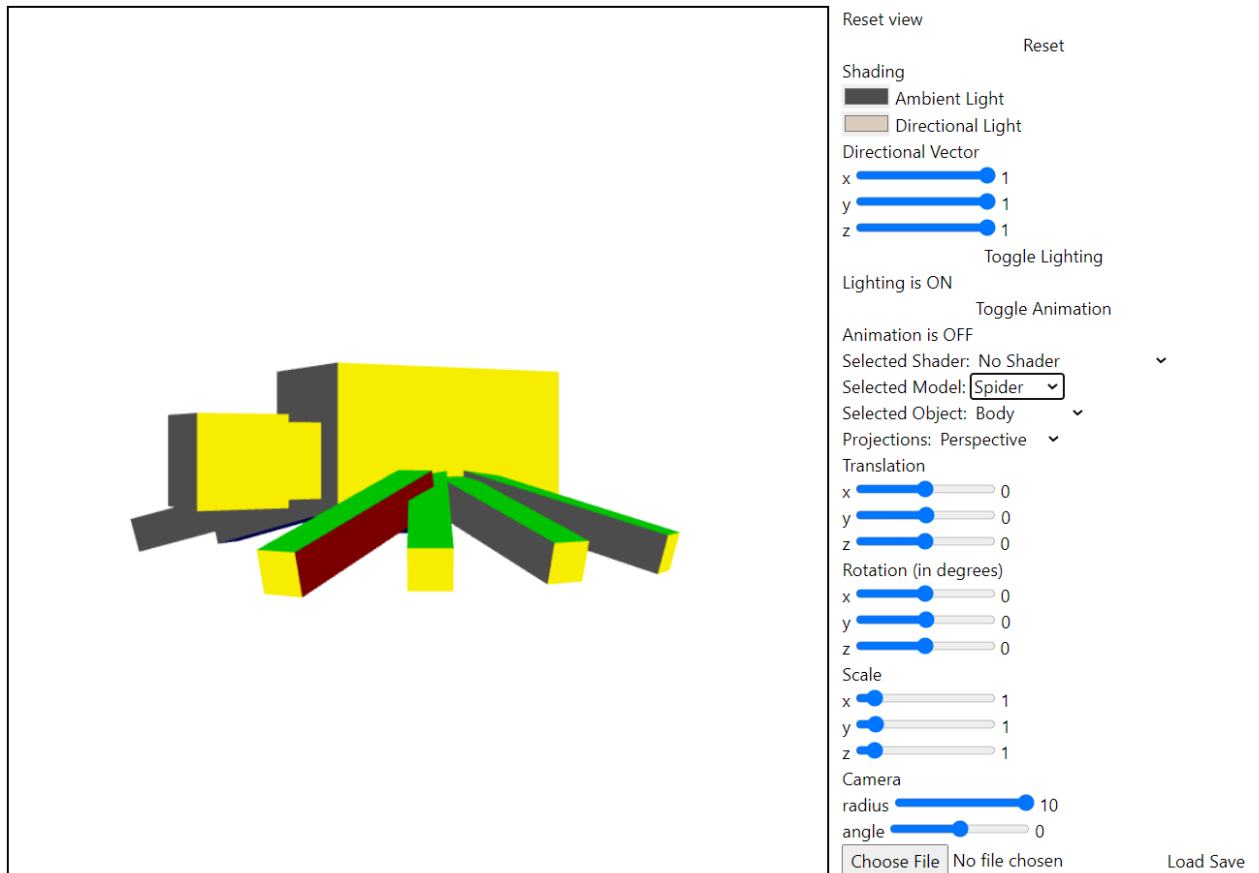 Reset view
Reset
Shading
Ambient Light
Directional Light
Directional Vector
x 1
y 1
z 1
Toggle Lighting
Lighting is ON
Toggle Animation
Animation is OFF
Selected Shader: No Shader
Selected Model: Spider
Selected Object: Body
Projections: Perspective
Translation
x 0
y 0
z 0
Rotation (in degrees)
x 0
y 0
z 0
Scale
x 1
y 1
z 1
Camera
radius 10
angle 0
Choose File No file chosen Load Save